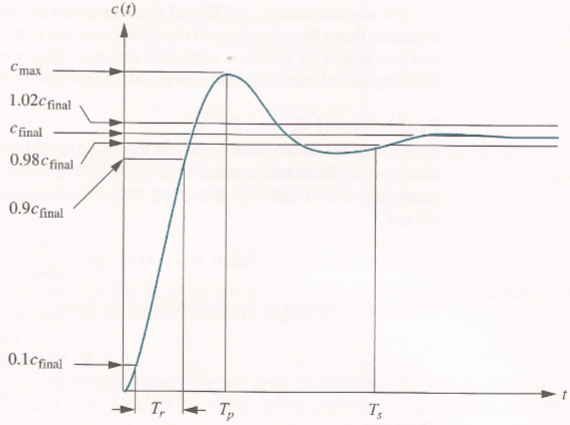 c(t)
c_max
1.02c_final
c_final
0.98c_final
0.9c_final
0.1c_final
t
T_r
T_p
T_s